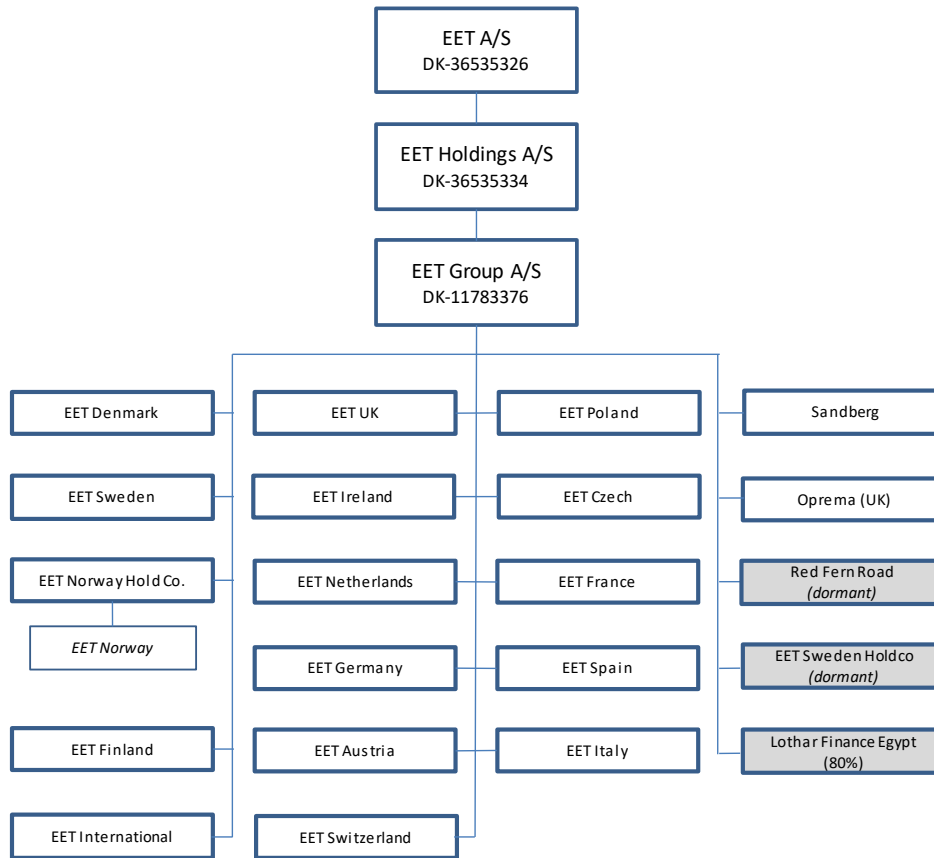 EET A/S
DK-36535326
EET Holdings A/S
DK-36535334
EET Group A/S
DK-11783376
EET Denmark
EET UK
EET Poland
Sandberg
EET Sweden
EET Ireland
EET Czech
Oprema (UK)
EET Norway Hold Co.
EET Netherlands
EET France
Red Fern Road
(dormant)
EET Norway
EET Germany
EET Spain
EET Sweden Holdco
(dormant)
EET Finland
EET Austria
EET Italy
Lothar Finance Egypt
(80%)
EET International
EET Switzerland